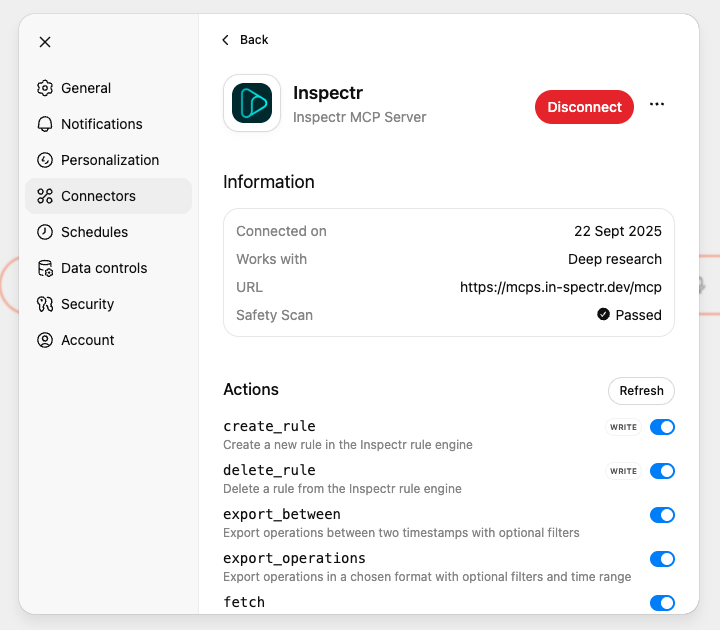 General
Notifications
Personalization
Connectors
Schedules
Data controls
Security
Account
Back
Inspectr
Inspectr MCP Server
Disconnect
Information
Connected on 22 Sept 2025
Works with Deep research
URL https://mcps.in-spectr.dev/mcp
Safety Scan Passed
Actions Refresh
create_rule WRITE
Create a new rule in the Inspectr rule engine
delete_rule WRITE
Delete a rule from the Inspectr rule engine
export_between
Export operations between two timestamps with optional filters
export_operations
Export operations in a chosen format with optional filters and time range
fetch